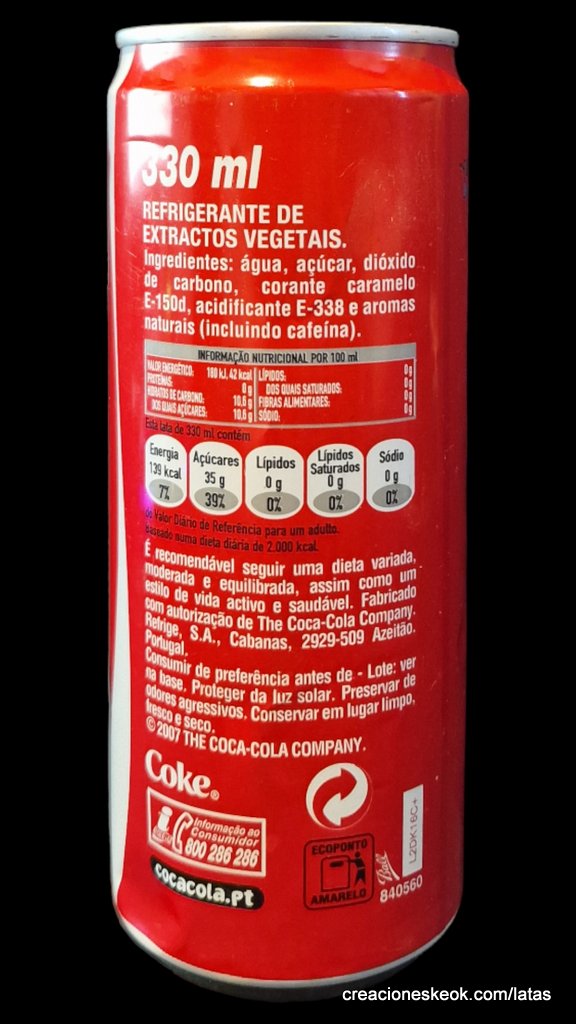 330 ml
REFRIGERANTE DE
EXTRACTOS VEGETAIS.
Ingredientes: água, açúcar, dióxido
de carbono, corante caramelo
E-150d, acidificante E-338 e aromas
naturais (incluindo cafeína).
INFORMAÇÃO NUTRICIONAL POR 100 ml
VALOR ENERGÉTICO: 180 kJ, 42 kcal
PROTEÍNAS: 0 g
HIDRATOS DE CARBONO: 10,6 g
DOS QUAIS AÇÚCARES: 10,6 g
LÍPIDOS: 0g
DOS QUAIS SATURADOS: 0g
FIBRAS ALIMENTARES: 0g
SÓDIO: 0g
Esta lata de 330 ml contém
Energia 139 kcal 7%
Açúcares 35 g 39%
Lípidos 0 g 0%
Lípidos Saturados 0 g 0%
Sódio 0 g 0%
do Valor Diário de Referência para um adulto,
baseado numa dieta diária de 2.000 kcal.
É recomendável seguir uma dieta variada,
moderada e equilibrada, assim como um
estilo de vida activo e saudável. Fabricado
com autorização de The Coca-Cola Company.
Refrige, S.A., Cabanas, 2929-509 Azeitão.
Portugal.
Consumir de preferência antes de - Lote: ver
na base. Proteger da luz solar. Preservar de
odores agressivos. Conservar em lugar limpo,
fresco e seco.
© 2007 THE COCA-COLA COMPANY.
Coke®
Informação ao
Consumidor
800 286 286
cocacola.pt
ECOPONTO
AMARELO
Ball
840560
L2DK16C+
creacioneskeok.com/latas